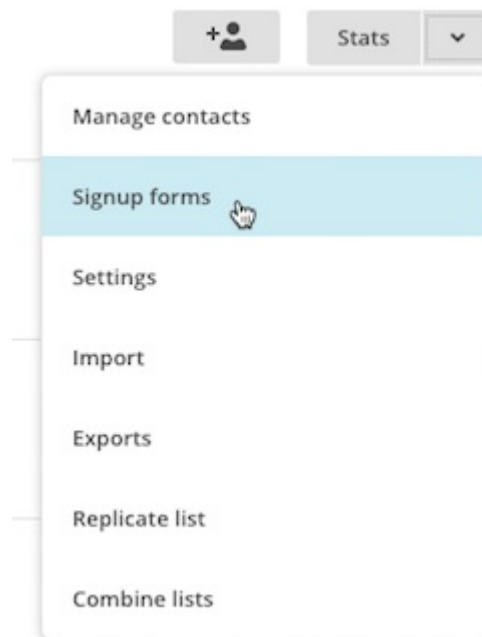 Stats
Manage contacts
Signup forms
Settings
Import
Exports
Replicate list
Combine lists